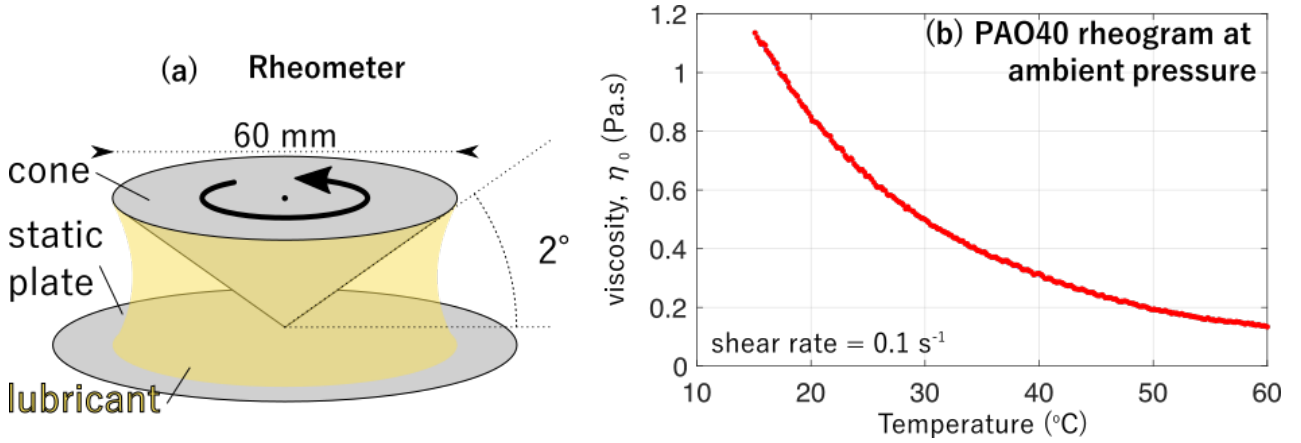 (a) Rheometer
60 mm
cone
static
plate
2°
lubricant
(b) PAO40 rheogram at
ambient pressure
viscosity, η₀ (Pa.s)
1.2
1
0.8
0.6
0.4
0.2
0
shear rate = 0.1 s⁻¹
10
20
30
40
50
60
Temperature (°C)